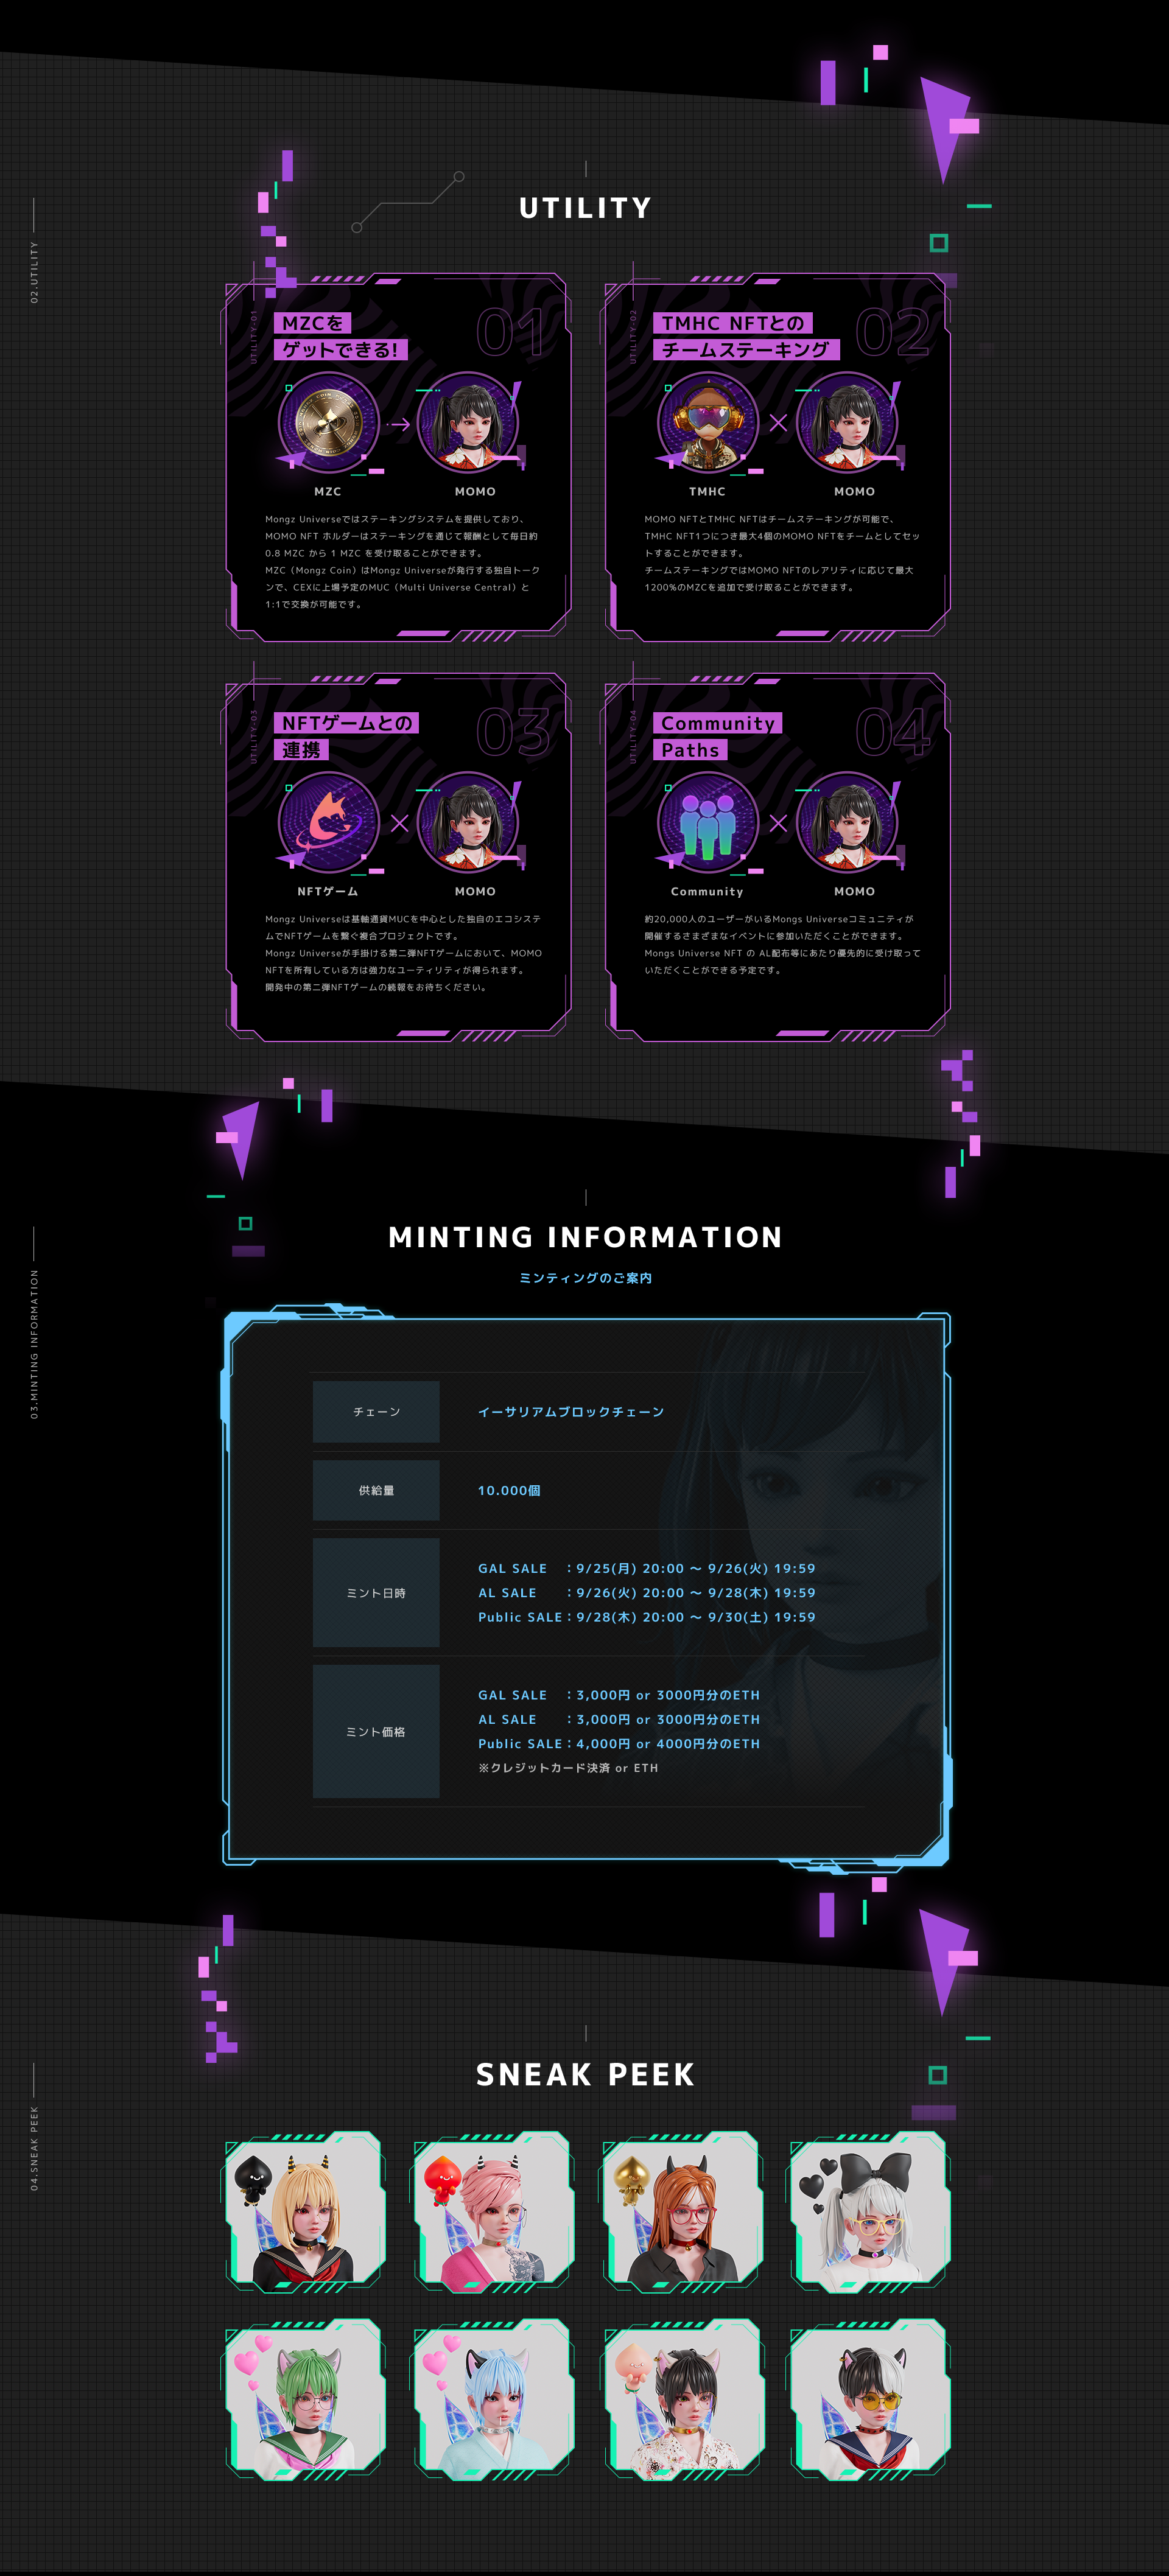 02.UTILITY
UTILITY
UTILITY-01
MZCを
ゲットできる!
01
MZC
MOMO
Mongz Universeではステーキングシステムを提供しており、
MOMO NFT ホルダーはステーキングを通じて報酬として毎日約
0.8 MZC から 1 MZC を受け取ることができます。
MZC（Mongz Coin）はMongz Universeが発行する独自トーク
ンで、CEXに上場予定のMUC（Multi Universe Central）と
1:1で交換が可能です。
UTILITY-02
TMHC NFTとの
チームステーキング
02
TMHC
MOMO
MOMO NFTとTMHC NFTはチームステーキングが可能で、
TMHC NFT1つにつき最大4個のMOMO NFTをチームとしてセッ
トすることができます。
チームステーキングではMOMO NFTのレアリティに応じて最大
1200%のMZCを追加で受け取ることができます。
UTILITY-03
NFTゲームとの
連携
03
NFTゲーム
MOMO
Mongz Universeは基軸通貨MUCを中心とした独自のエコシステ
ムでNFTゲームを繋ぐ複合プロジェクトです。
Mongz Universeが手掛ける第二弾NFTゲームにおいて、MOMO
NFTを所有している方は強力なユーティリティが得られます。
開発中の第二弾NFTゲームの続報をお待ちください。
UTILITY-04
Community
Paths
04
Community
MOMO
約20,000人のユーザーがいるMongs Universeコミュニティが
開催するさまざまなイベントに参加いただくことができます。
Mongs Universe NFT の AL配布等にあたり優先的に受け取って
いただくことができる予定です。
03.MINTING INFORMATION
MINTING INFORMATION
ミンティングのご案内
チェーン
イーサリアムブロックチェーン
供給量
10.000個
ミント日時
GAL SALE ：9/25(月) 20:00 〜 9/26(火) 19:59
AL SALE ：9/26(火) 20:00 〜 9/28(木) 19:59
Public SALE：9/28(木) 20:00 〜 9/30(土) 19:59
ミント価格
GAL SALE ：3,000円 or 3000円分のETH
AL SALE ：3,000円 or 3000円分のETH
Public SALE：4,000円 or 4000円分のETH
※クレジットカード決済 or ETH
04.SNEAK PEEK
SNEAK PEEK